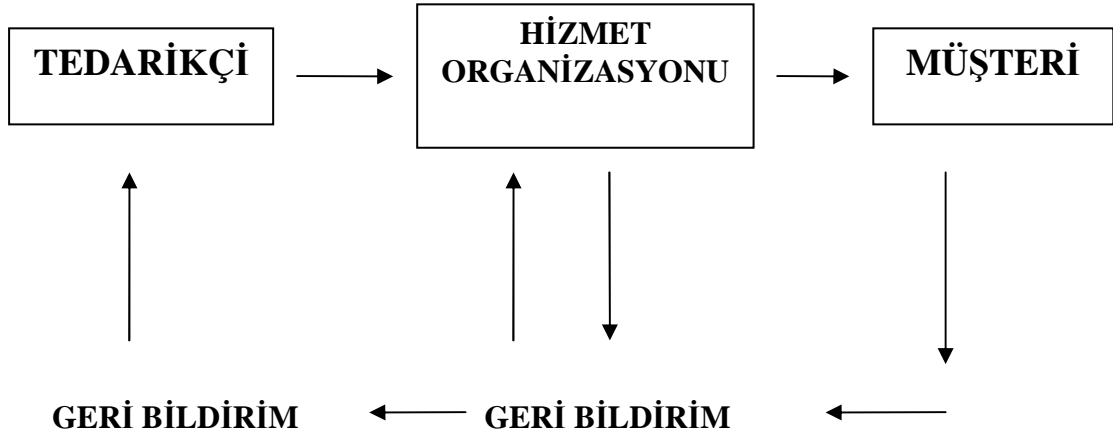 TEDARİKÇİ
HİZMET
ORGANİZASYONU
MÜŞTERİ
GERİ BİLDİRİM
GERİ BİLDİRİM